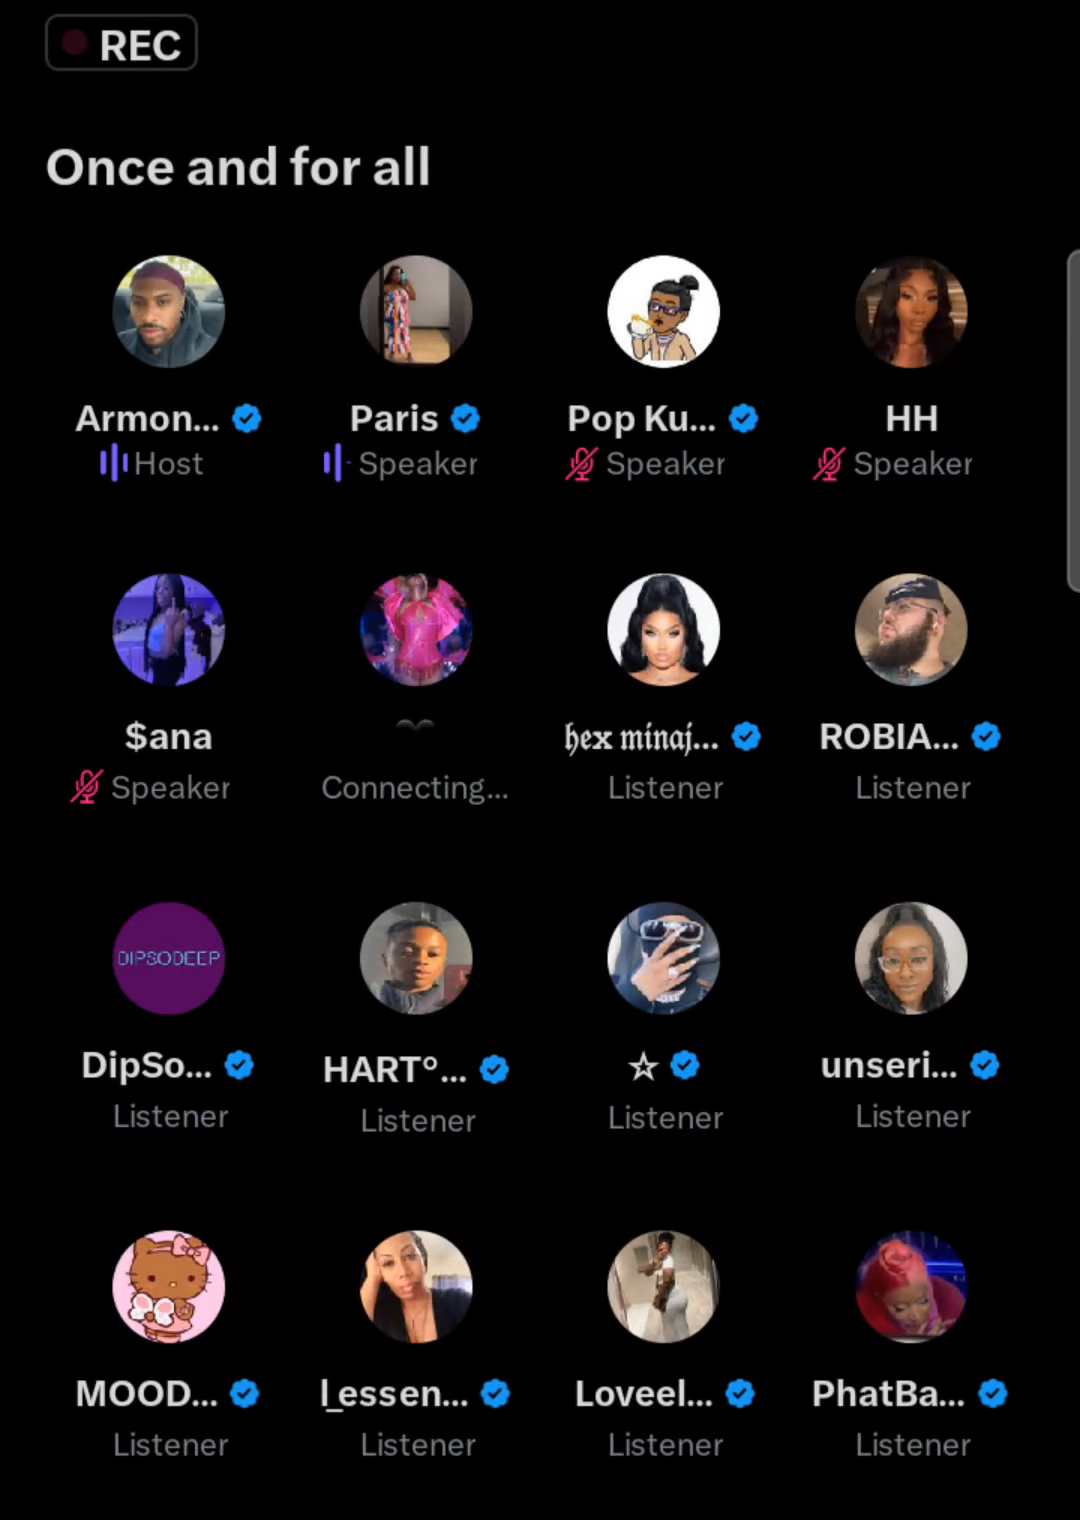 REC
Once and for all
Armon... Paris Pop Ku... HH
Host Speaker Speaker Speaker
$ana hex minaj... ROBIA...
Speaker Connecting... Listener Listener
DIPSODEEP
DipSo... HART°... ☆ unseri...
Listener Listener Listener Listener
MOOD... l_essen... Loveel... PhatBa...
Listener Listener Listener Listener